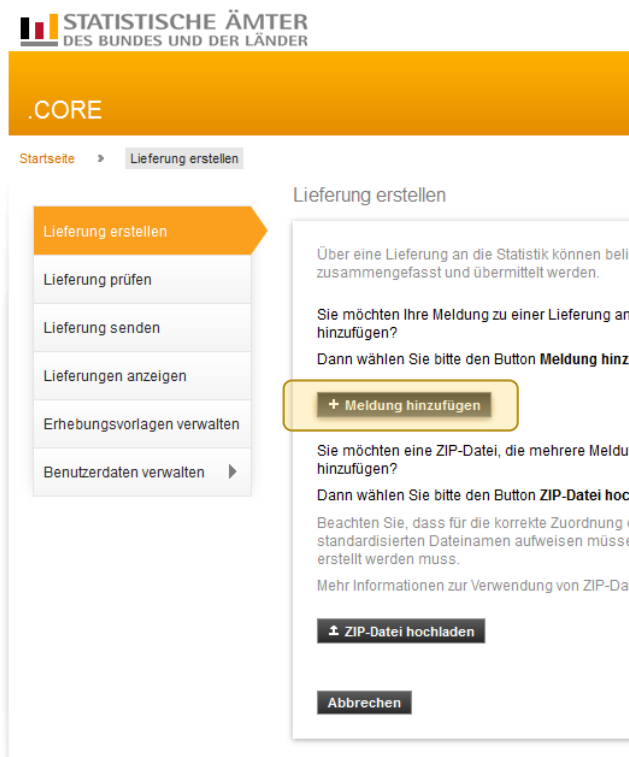 STATISTISCHE ÄMTER
DES BUNDES UND DER LÄNDER
.CORE
Startseite
Lieferung erstellen
Lieferung erstellen
Lieferung prüfen
Lieferung senden
Lieferungen anzeigen
Erhebungsvorlagen verwalten
Benutzerdaten verwalten
Lieferung erstellen
Über eine Lieferung an die Statistik können beli
zusammengefasst und übermittelt werden.
Sie möchten Ihre Meldung zu einer Lieferung an
hinzufügen?
Dann wählen Sie bitte den Button Meldung hinz
+ Meldung hinzufügen
Sie möchten eine ZIP-Datei, die mehrere Meldu
hinzufügen?
Dann wählen Sie bitte den Button ZIP-Datei hoc
Beachten Sie, dass für die korrekte Zuordnung
standardisierten Dateinamen aufweisen müsse
erstellt werden muss.
Mehr Informationen zur Verwendung von ZIP-Da
ZIP-Datei hochladen
Abbrechen